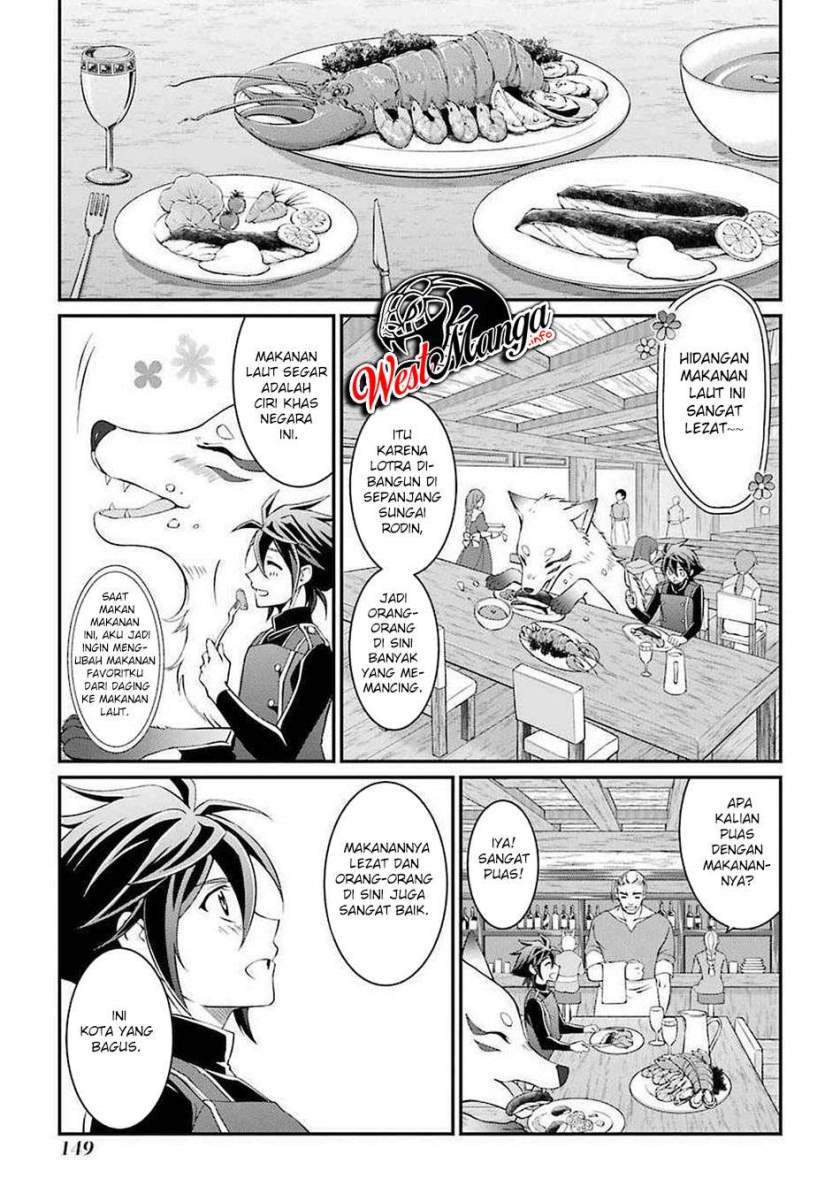 WestManga
.info
HIDANGAN
MAKANAN
LAUT INI
SANGAT
LEZAT~~
ITU
KARENA
LOTRA DI-
BANGUN DI
SEPANJANG
SUNGAI
RODIN,
JADI
ORANG-
ORANG
DI SINI
BANYAK
YANG ME-
MANCING.
MAKANAN
LAUT SEGAR
ADALAH
CIRI KHAS
NEGARA
INI.
SAAT
MAKAN
MAKANAN
INI, AKU JADI
INGIN MENG-
UBAH MAKANAN
FAVORITKU
DARI DAGING
KE MAKANAN
LAUT.
APA
KALIAN
PUAS
DENGAN
MAKANAN-
NYA?
IYA!
SANGAT
PUAS!
MAKANANNYA
LEZAT DAN
ORANG-ORANG
DI SINI JUGA
SANGAT BAIK.
INI
KOTA YANG
BAGUS.
149